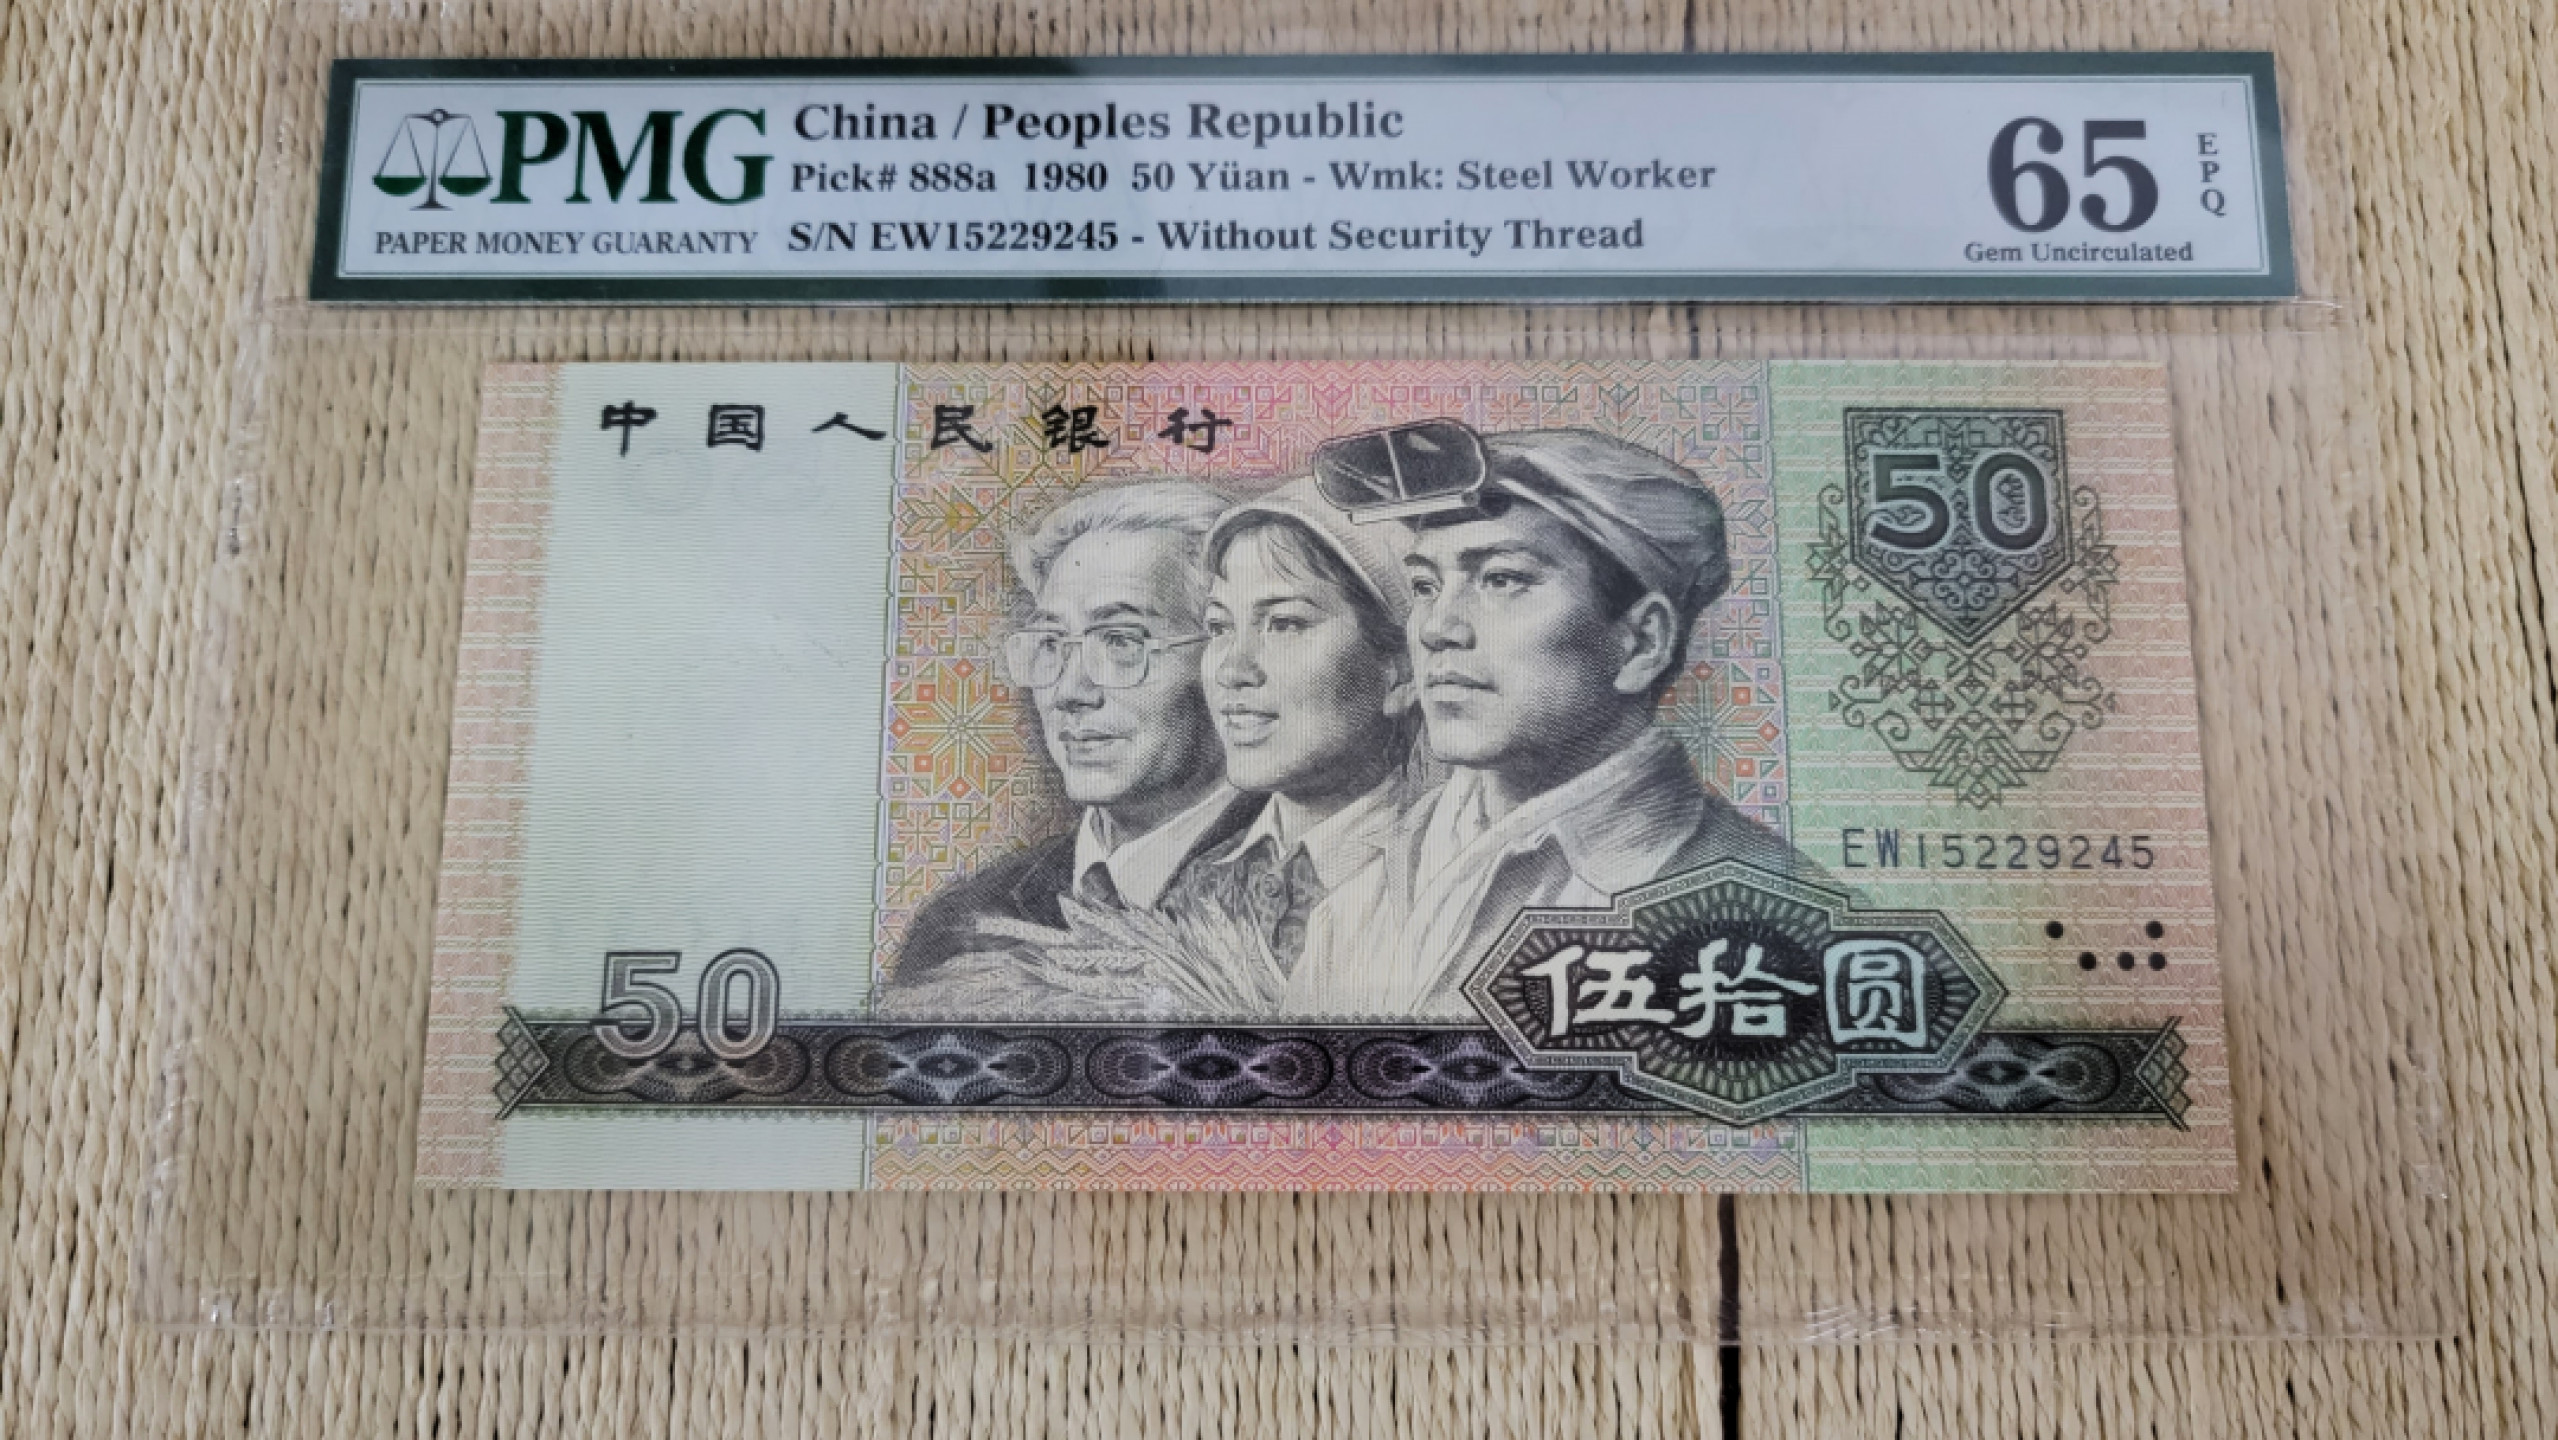 PMG
PAPER MONEY GUARANTY
China / Peoples Republic
Pick# 888a 1980 50 Yüan - Wmk: Steel Worker
S/N EW15229245 - Without Security Thread
65
EPQ
Gem Uncirculated
中国人民银行
50
EW15229245
50
伍拾圆